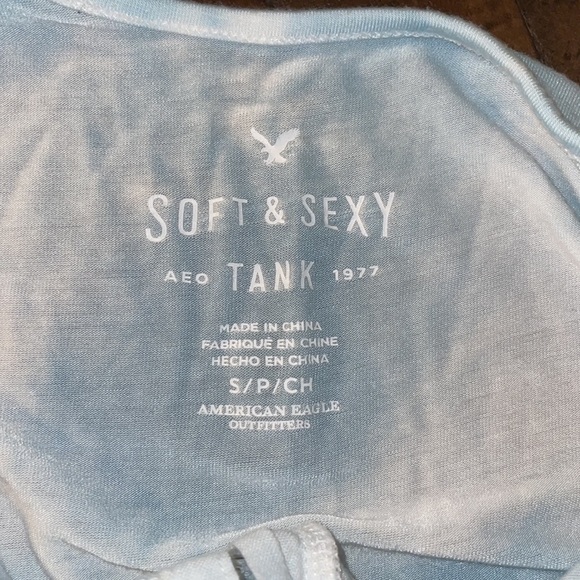 SOFT & SEXY
AEO TANK 1977
MADE IN CHINA
FABRIQUÉ EN CHINE
HECHO EN CHINA
S/P/CH
AMERICAN EAGLE
OUTFITTERS